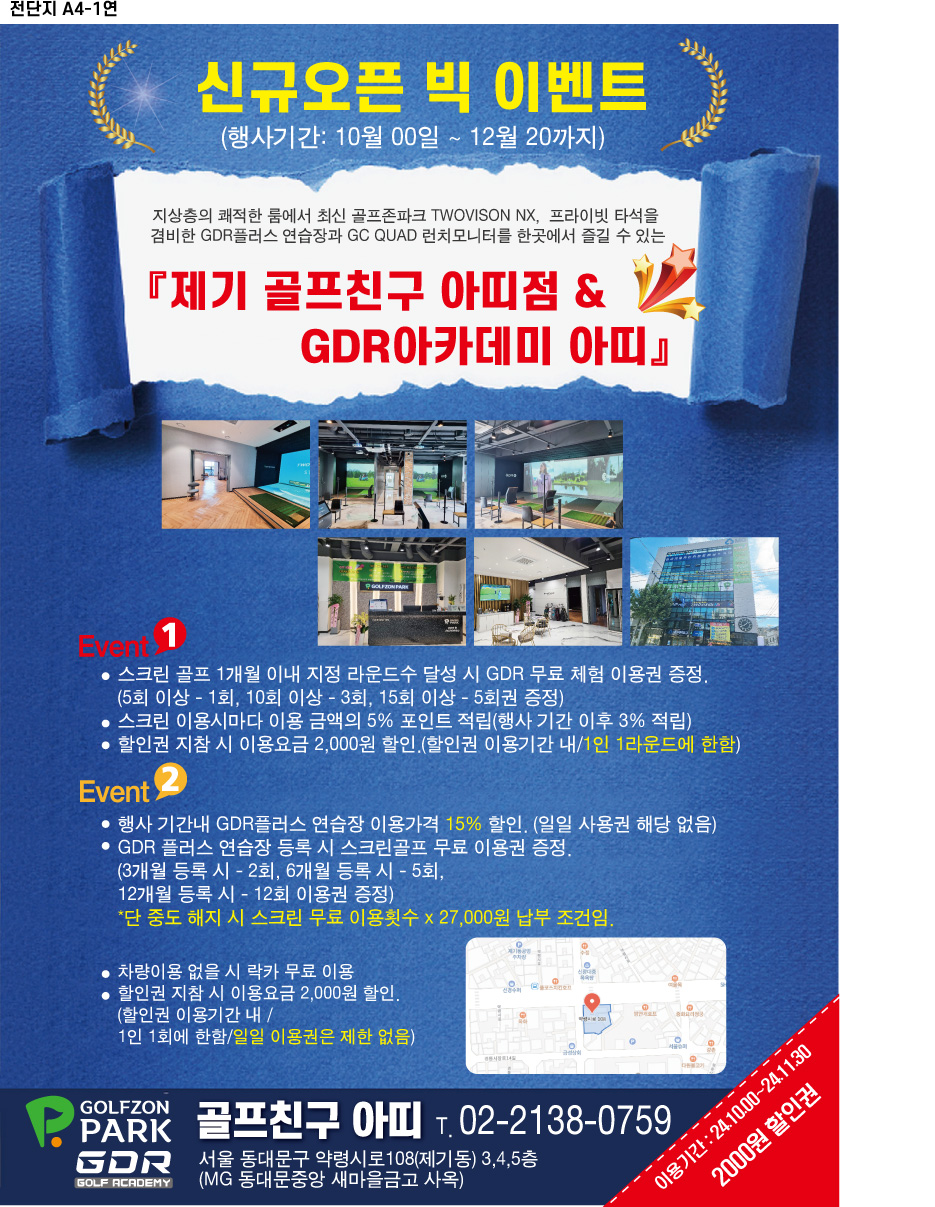 전단지 A4-1연
신규오픈 빅 이벤트
(행사기간: 10월 00일 ~ 12월 20까지)
지상층의 쾌적한 룸에서 최신 골프존파크 TWOVISON NX, 프라이빗 타석을
겸비한 GDR플러스 연습장과 GC QUAD 런치모니터를 한곳에서 즐길 수 있는
『제기 골프친구 아띠점 &
GDR아카데미 아띠』
GOLFZON PARK
Event 1
● 스크린 골프 1개월 이내 지정 라운드수 달성 시 GDR 무료 체험 이용권 증정.
(5회 이상 - 1회, 10회 이상 - 3회, 15회 이상 - 5회권 증정)
● 스크린 이용시마다 이용 금액의 5% 포인트 적립(행사 기간 이후 3% 적립)
● 할인권 지참 시 이용요금 2,000원 할인.(할인권 이용기간 내/1인 1라운드에 한함)
Event 2
● 행사 기간내 GDR플러스 연습장 이용가격 15% 할인. (일일 사용권 해당 없음)
● GDR 플러스 연습장 등록 시 스크린골프 무료 이용권 증정.
(3개월 등록 시 - 2회, 6개월 등록 시 - 5회,
12개월 등록 시 - 12회 이용권 증정)
*단 중도 해지 시 스크린 무료 이용횟수 x 27,000원 납부 조건임.
● 차량이용 없을 시 락카 무료 이용
● 할인권 지참 시 이용요금 2,000원 할인.
(할인권 이용기간 내 /
1인 1회에 한함/일일 이용권은 제한 없음)
GOLFZON
PARK
GDR
GOLF ACADEMY
골프친구 아띠 T. 02-2138-0759
서울 동대문구 약령시로108(제기동) 3,4,5층
(MG 동대문중앙 새마을금고 사옥)
이용기간 : 24.10.00~24.11.30
2000원 할인권